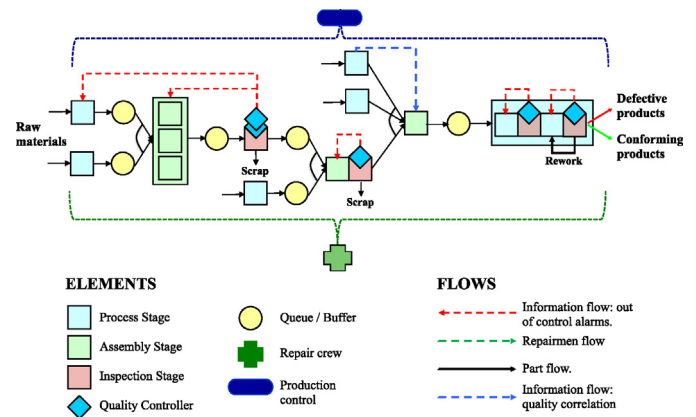 Raw
materials
Scrap
Scrap
Rework
Defective
products
Conforming
products
ELEMENTS
Process Stage
Assembly Stage
Inspection Stage
Quality Controller
Queue / Buffer
Repair crew
Production
control
FLOWS
Information flow: out
of control alarms.
Repairmen flow
Part flow.
Information flow:
quality correlation